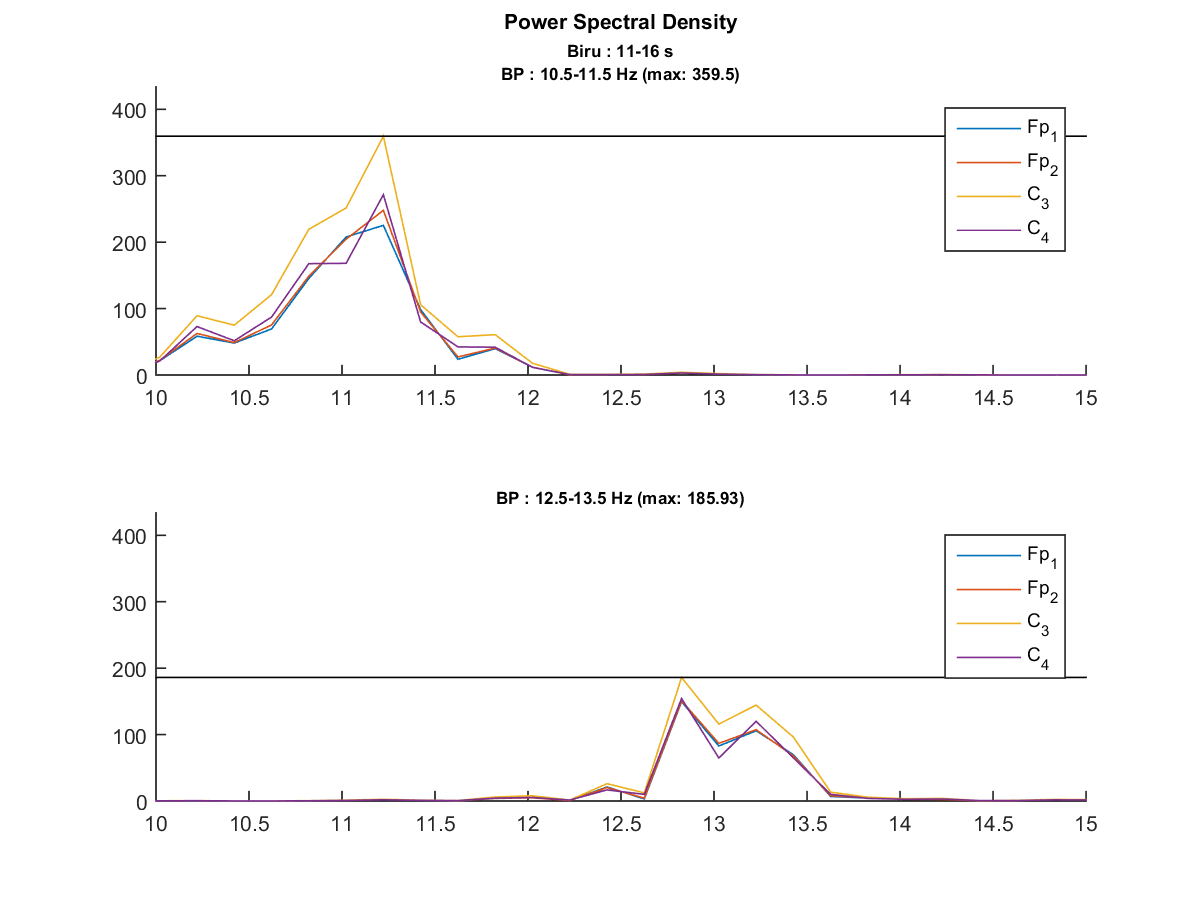 Power Spectral Density
Biru : 11-16 s
BP : 10.5-11.5 Hz (max: 359.5)
400
300
200
100
0
10 10.5 11 11.5 12 12.5 13 13.5 14 14.5 15
Fp1
Fp2
C3
C4
BP : 12.5-13.5 Hz (max: 185.93)
400
300
200
100
0
10 10.5 11 11.5 12 12.5 13 13.5 14 14.5 15
Fp1
Fp2
C3
C4